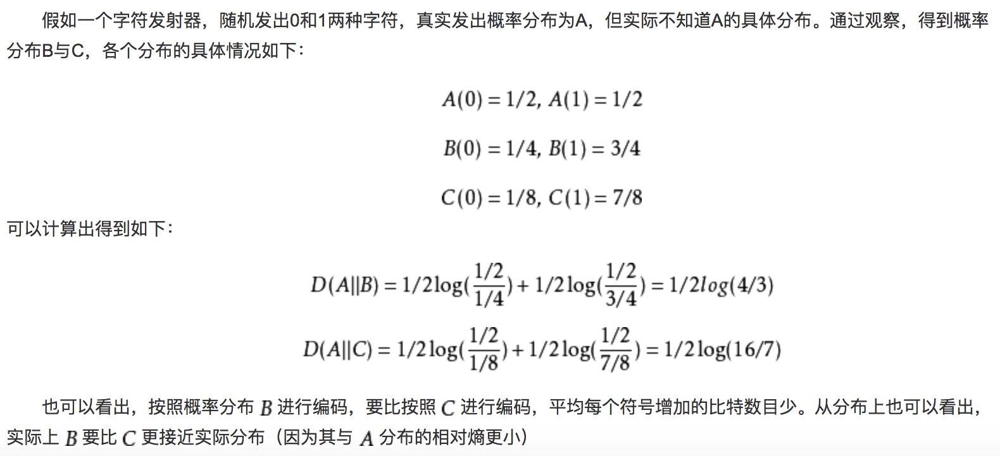 假如一个字符发射器，随机发出0和1两种字符，真实发出概率分布为A，但实际不知道A的具体分布。通过观察，得到概率
分布B与C，各个分布的具体情况如下：
A(0) = 1/2, A(1) = 1/2
B(0) = 1/4, B(1) = 3/4
C(0) = 1/8, C(1) = 7/8
可以计算出得到如下：
D(A||B) = 1/2log(\frac{1/2}{1/4}) + 1/2log(\frac{1/2}{3/4}) = 1/2log(4/3)
D(A||C) = 1/2log(\frac{1/2}{1/8}) + 1/2log(\frac{1/2}{7/8}) = 1/2log(16/7)
也可以看出，按照概率分布 B 进行编码，要比按照 C 进行编码，平均每个符号增加的比特数目少。从分布上也可以看出，
实际上 B 要比 C 更接近实际分布（因为其与 A 分布的相对熵更小）